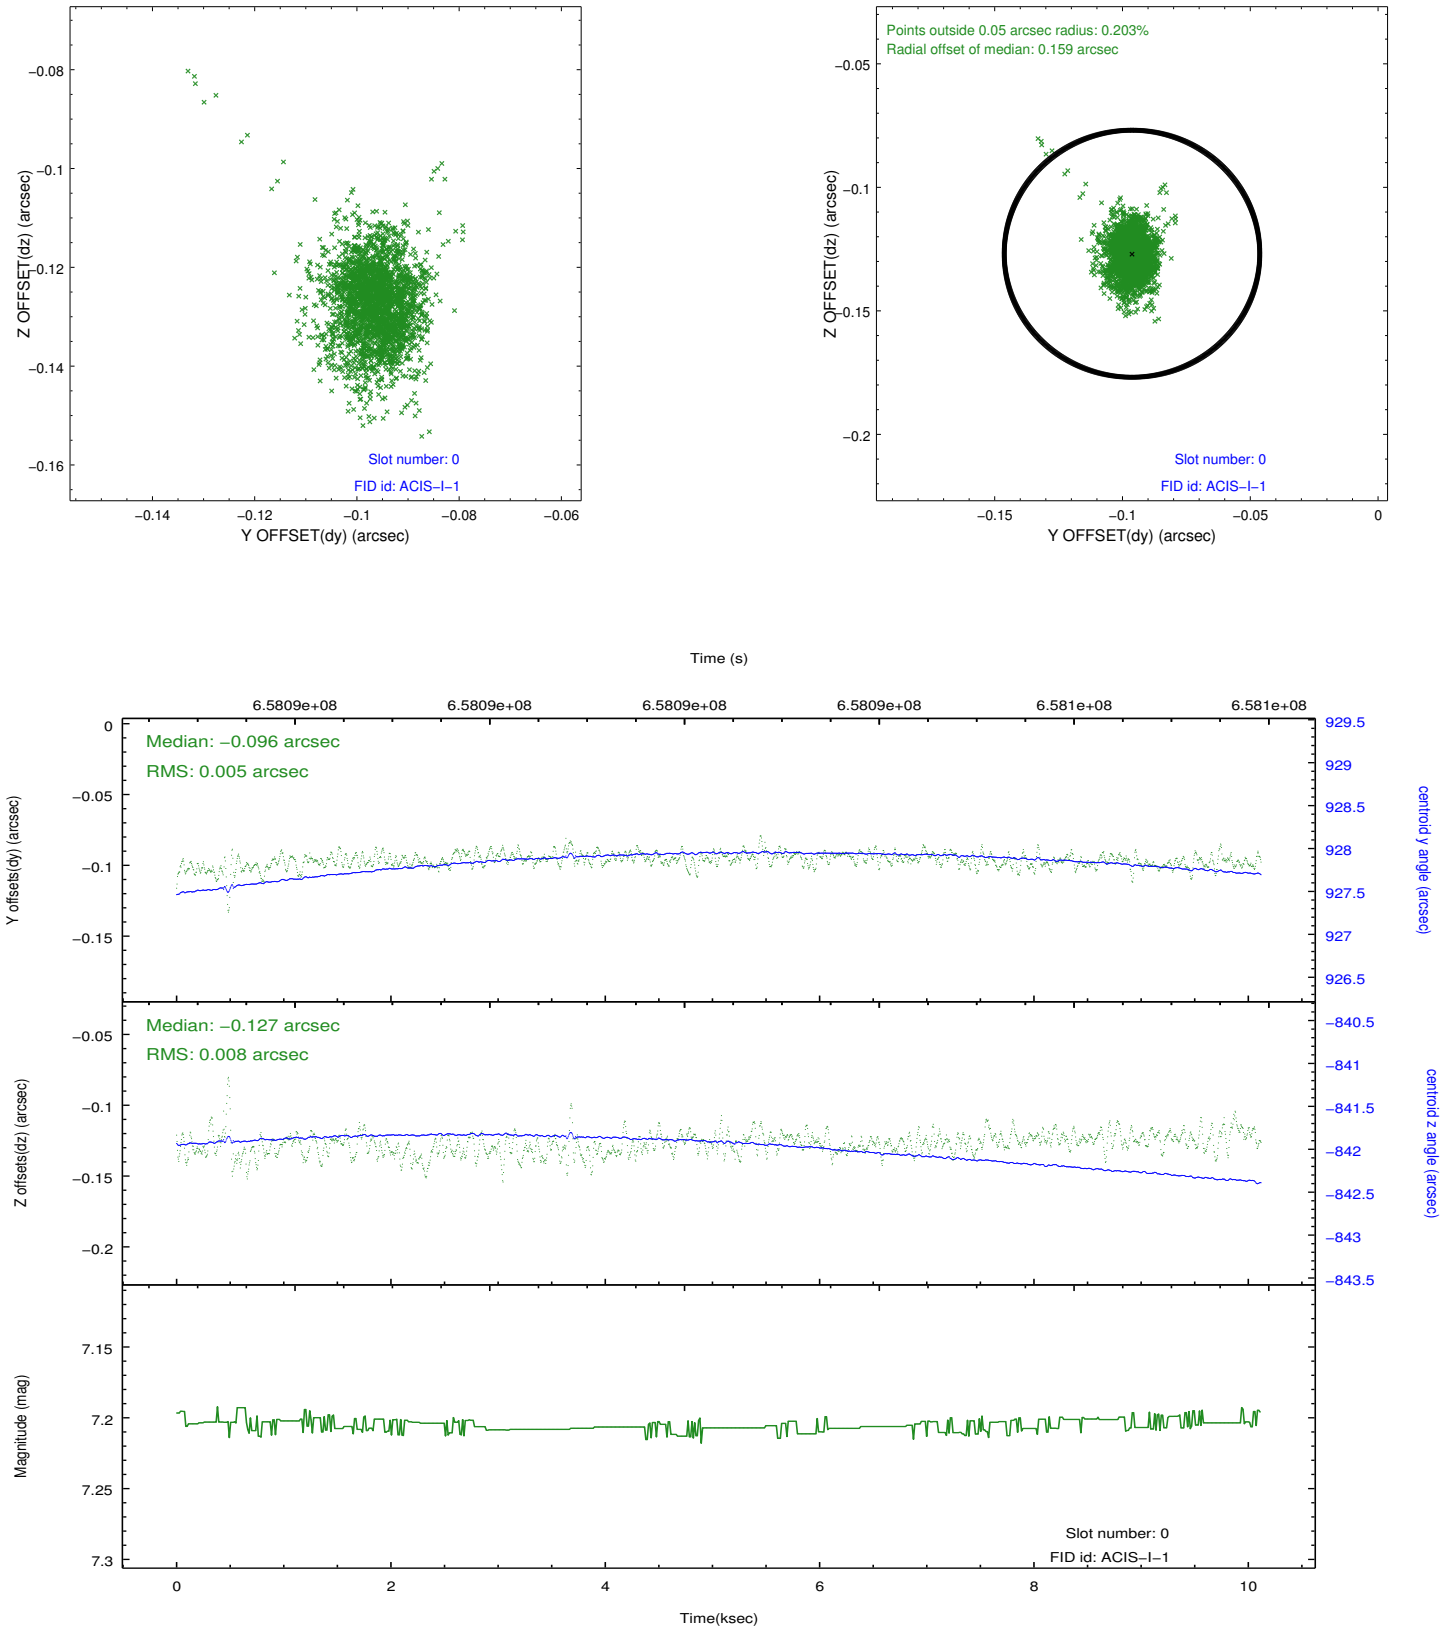 −0.08
−0.1
−0.12
−0.14
−0.16
Z OFFSET(dz) (arcsec)
Slot number: 0
FID id: ACIS−I−1
−0.14 −0.12 −0.1 −0.08 −0.06
Y OFFSET(dy) (arcsec)
Points outside 0.05 arcsec radius: 0.203%
Radial offset of median: 0.159 arcsec
−0.05
−0.1
−0.15
−0.2
Z OFFSET(dz) (arcsec)
Slot number: 0
FID id: ACIS−I−1
−0.15 −0.1 −0.05 0
Y OFFSET(dy) (arcsec)
Time (s)
6.5809e+08 6.5809e+08 6.5809e+08 6.5809e+08 6.581e+08 6.581e+08
Median: −0.096 arcsec
RMS: 0.005 arcsec
0
−0.05
−0.1
−0.15
Y offsets(dy) (arcsec)
929.5
929
928.5
928
927.5
927
926.5
centroid y angle (arcsec)
Median: −0.127 arcsec
RMS: 0.008 arcsec
−0.05
−0.1
−0.15
−0.2
Z offsets(dz) (arcsec)
−840.5
−841
−841.5
−842
−842.5
−843
−843.5
centroid z angle (arcsec)
7.15
7.2
7.25
7.3
Magnitude (mag)
Slot number: 0
FID id: ACIS−I−1
0 2 4 6 8 10
Time(ksec)